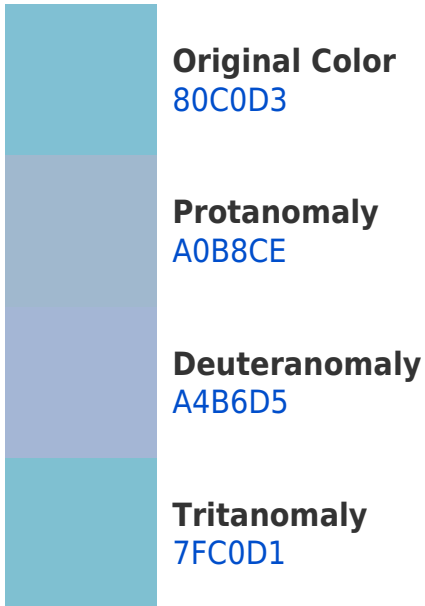 Original Color
80C0D3
Protanomaly
A0B8CE
Deuteranomaly
A4B6D5
Tritanomaly
7FC0D1